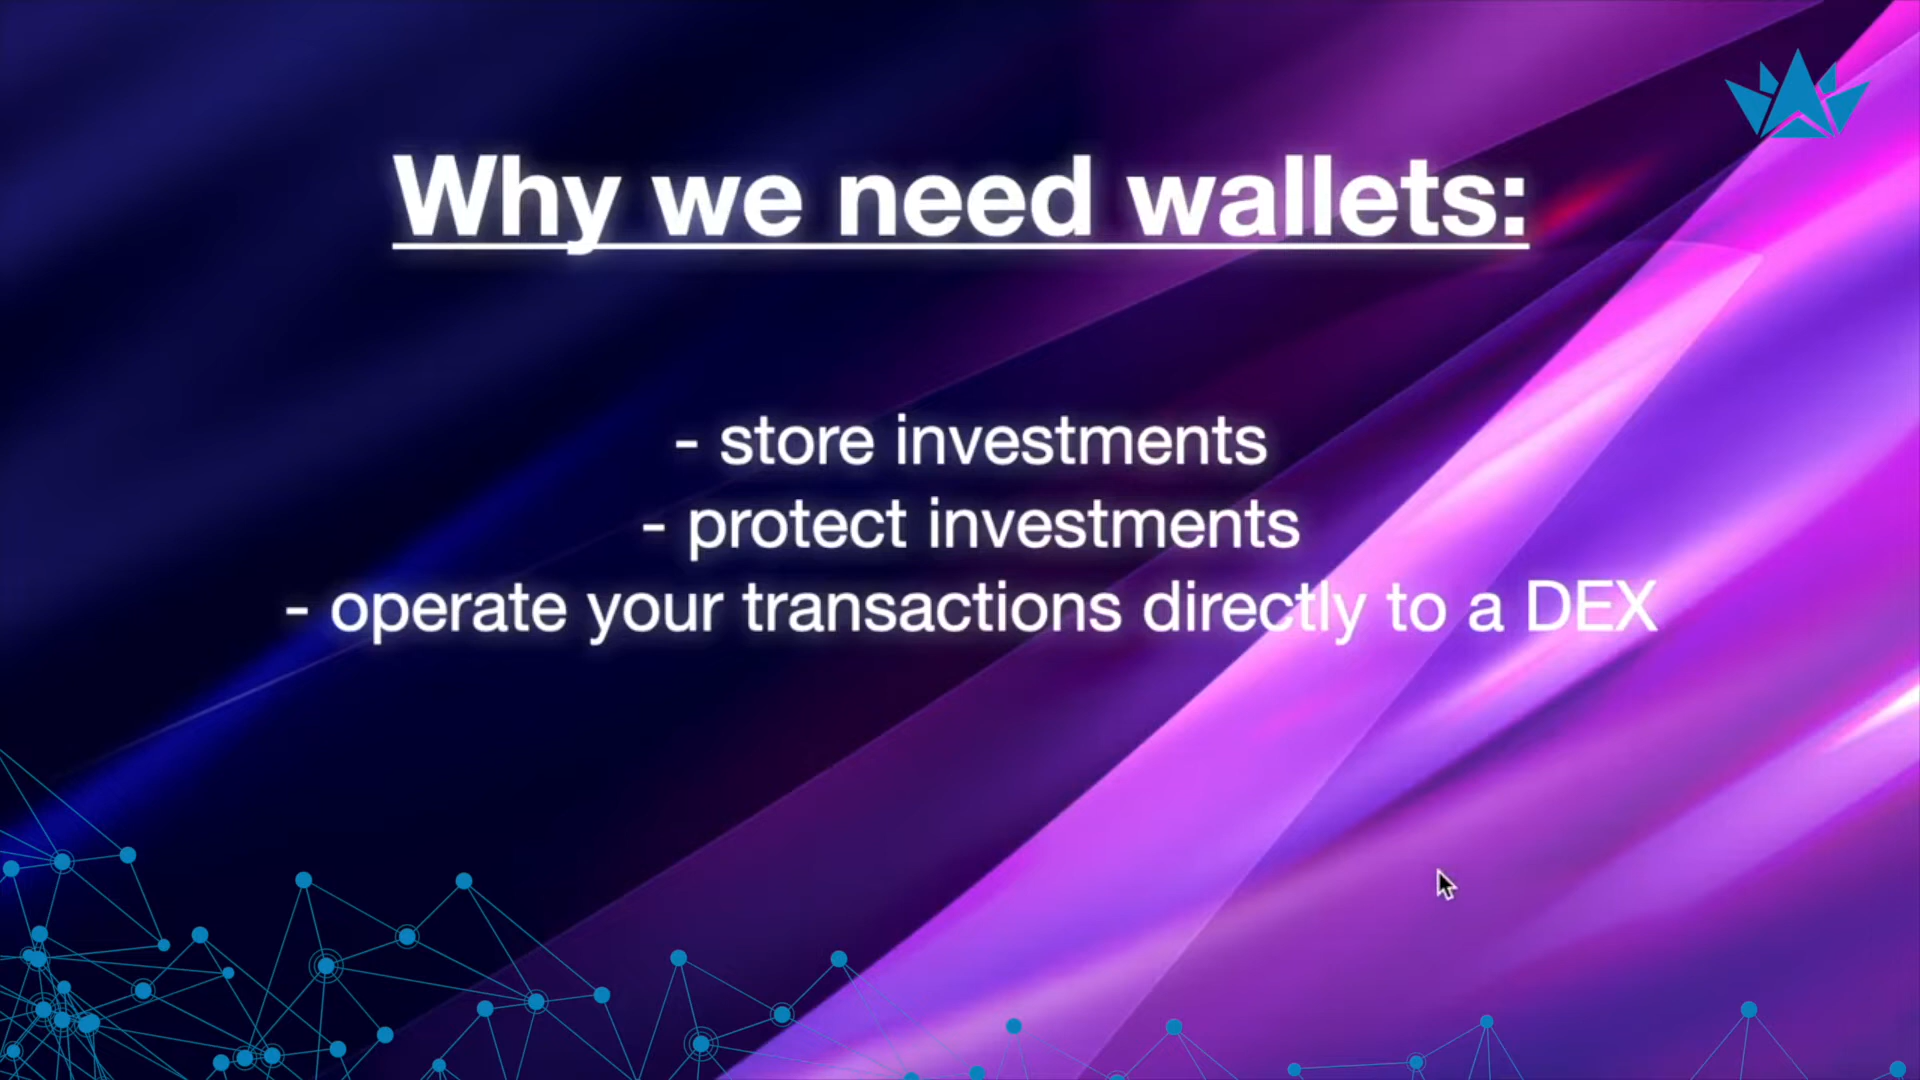 Why we need wallets:
- store investments
- protect investments
- operate your transactions directly to a DEX